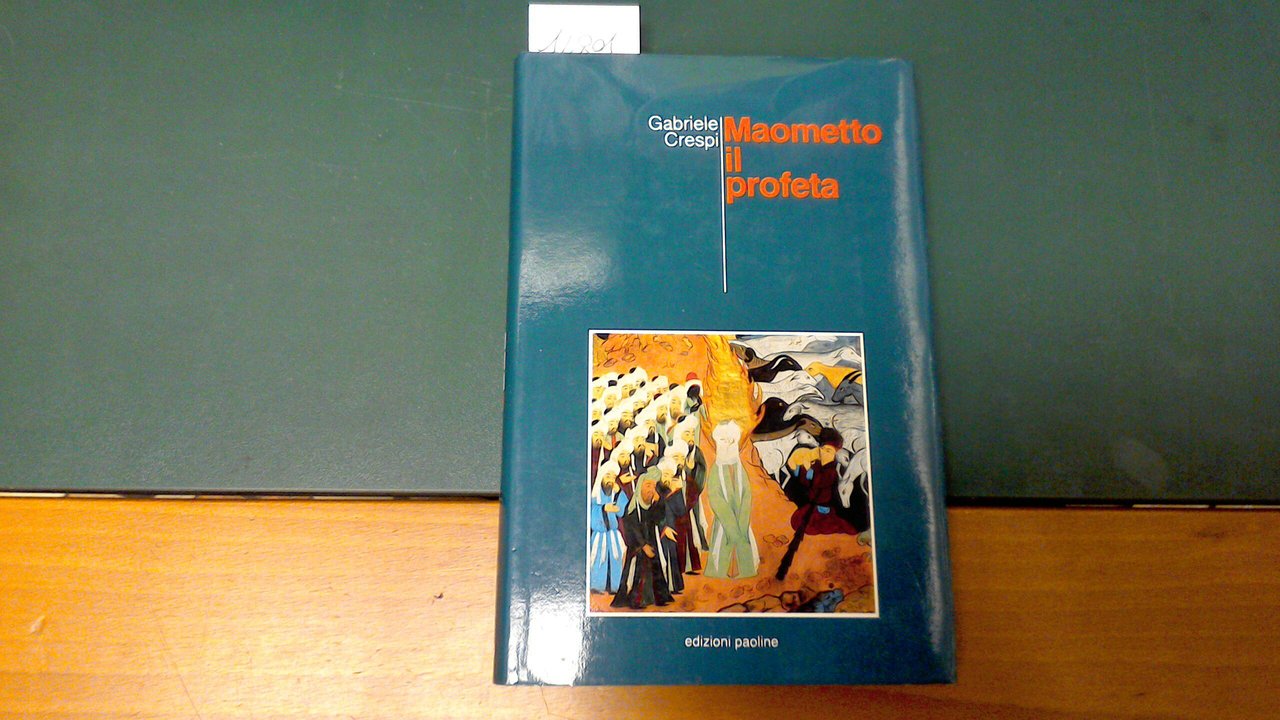 Gabriele
Crespi
Maometto
il
profeta
edizioni paoline